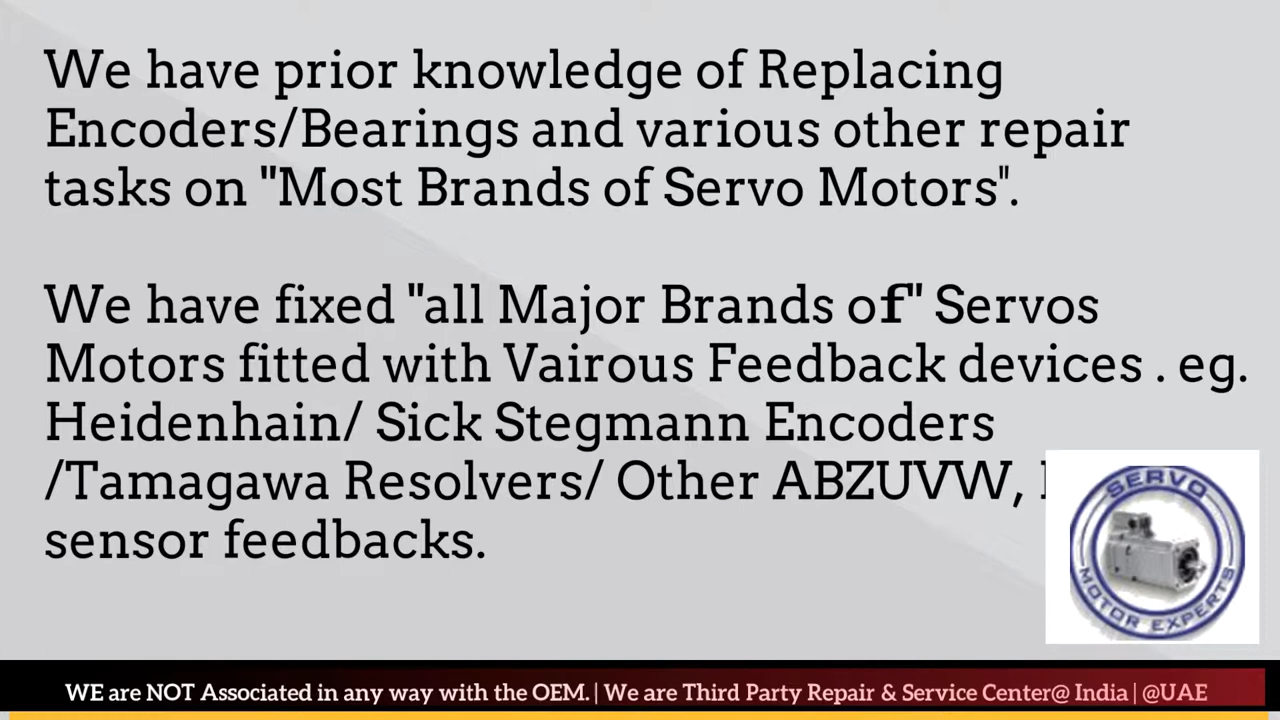 We have prior knowledge of Replacing
Encoders/Bearings and various other repair
tasks on "Most Brands of Servo Motors".
We have fixed "all Major Brands of" Servos
Motors fitted with Vairous Feedback devices . eg.
Heidenhain/ Sick Stegmann Encoders
/Tamagawa Resolvers/ Other ABZUVW,
sensor feedbacks.
SERVO
MOTOR EXPERTS
WE are NOT Associated in any way with the OEM. | We are Third Party Repair & Service Center@ India | @UAE